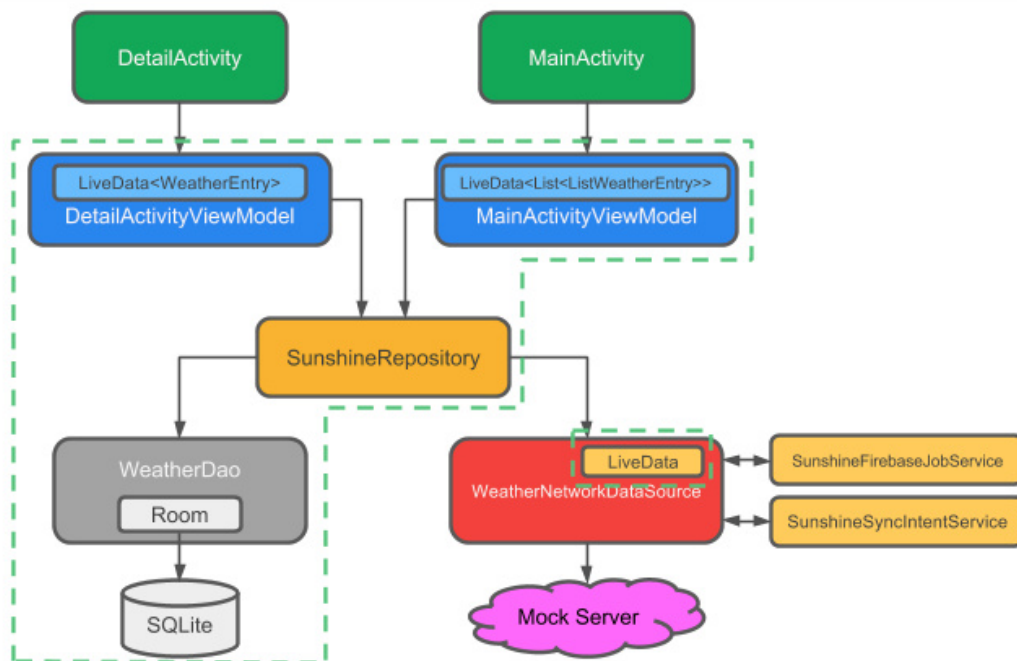 DetailActivity
MainActivity
LiveData<WeatherEntry>
DetailActivityViewModel
LiveData<List<ListWeatherEntry>>
MainActivityViewModel
SunshineRepository
WeatherDao
Room
SQLite
LiveData
WeatherNetworkDataSource
SunshineFirebaseJobService
SunshineSyncIntentService
Mock Server